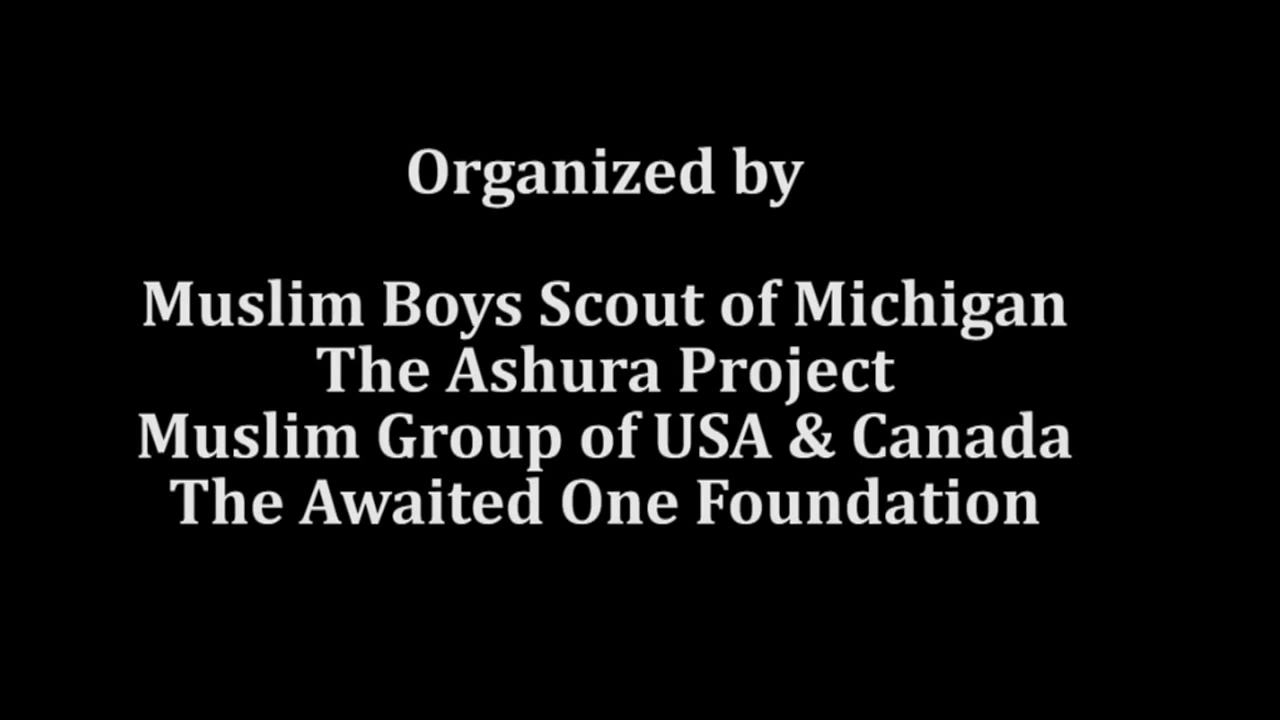 Organized by
Muslim Boys Scout of Michigan
The Ashura Project
Muslim Group of USA & Canada
The Awaited One Foundation